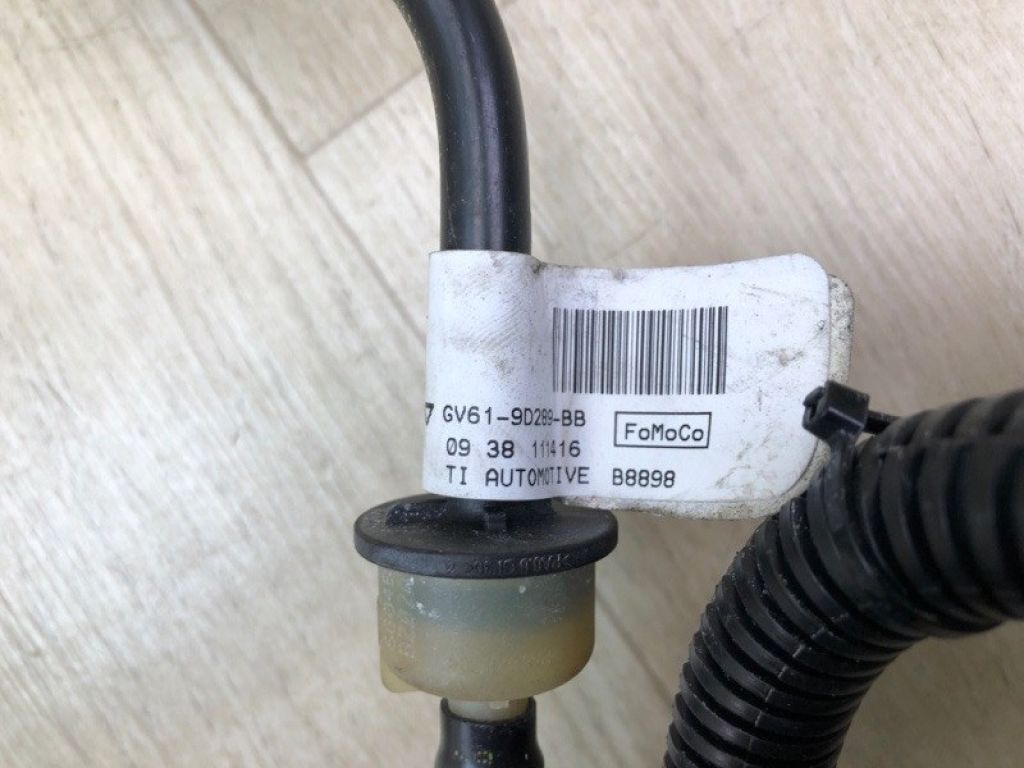 GV61-9D289-BB
FoMoCo
09 38 111416
TI AUTOMOTIVE B8898